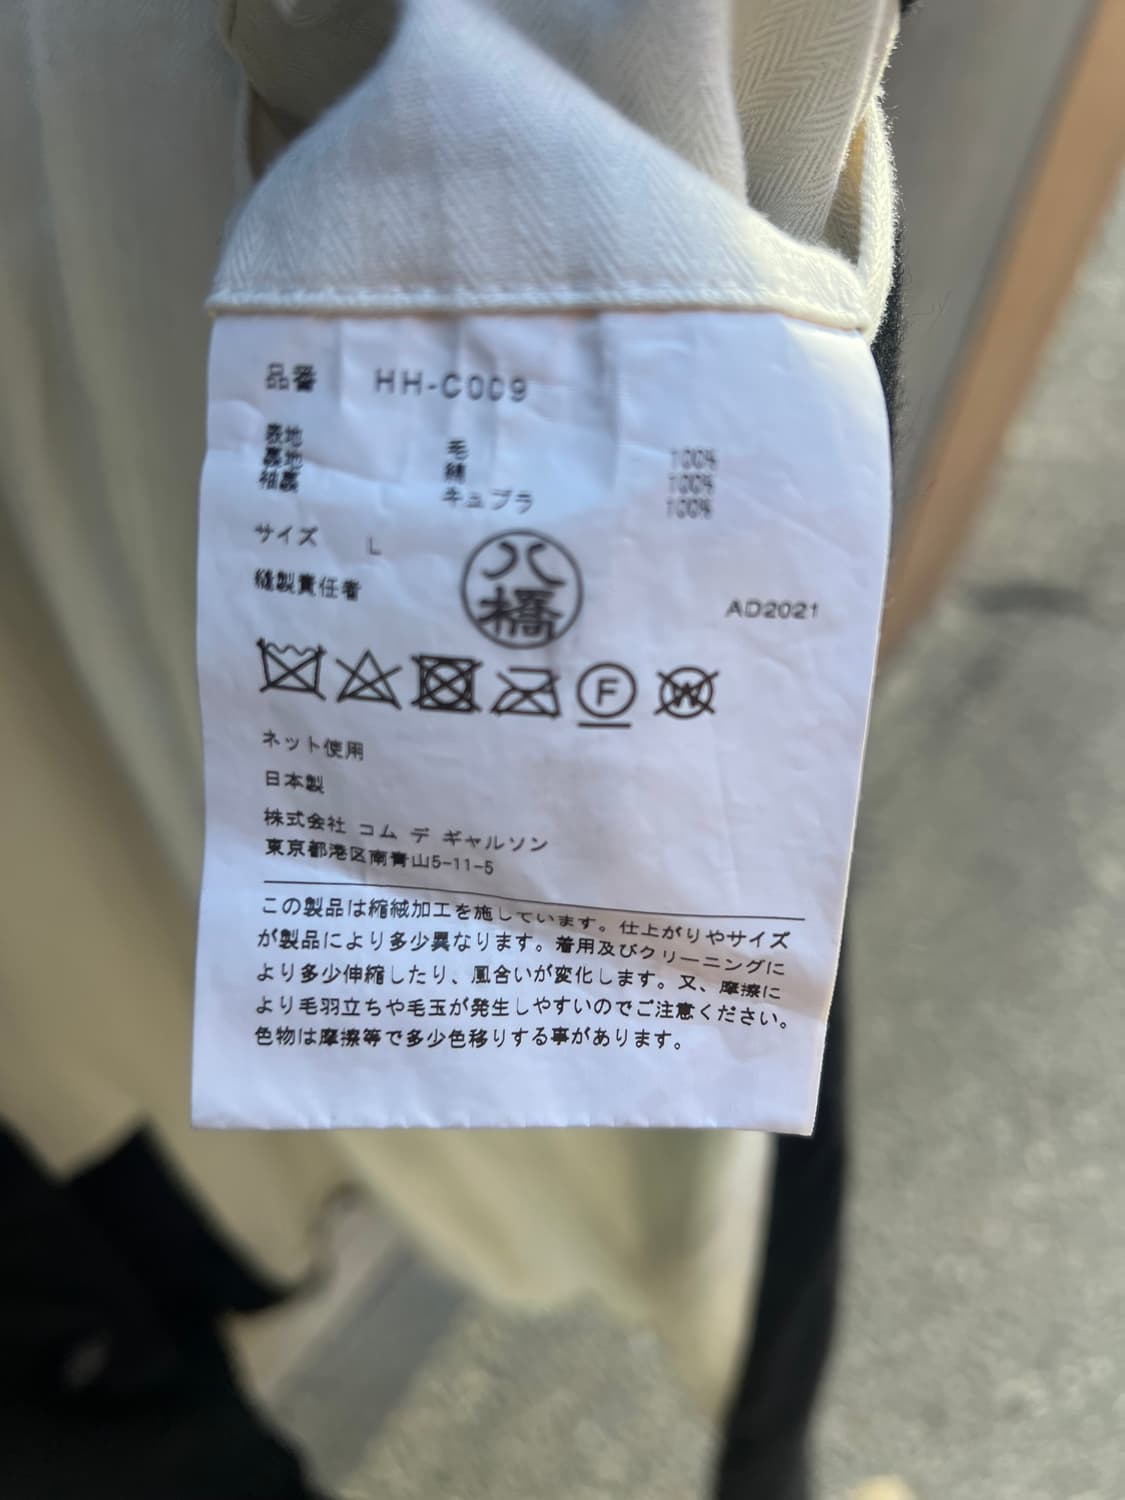 品番 HH-C009
表地 毛 100%
裏地 綿 100%
袖裏 キュプラ 100%
サイズ L
縫製責任者 八橋 AD2021
F W
ネット使用
日本製
株式会社 コム デ ギャルソン
東京都港区南青山5-11-5
この製品は縮絨加工を施しています。仕上がりやサイズ
が製品により多少異なります。着用及びクリーニングに
より多少伸縮したり、風合いが変化します。又、摩擦に
より毛羽立ちや毛玉が発生しやすいのでご注意ください。
色物は摩擦等で多少色移りする事があります。